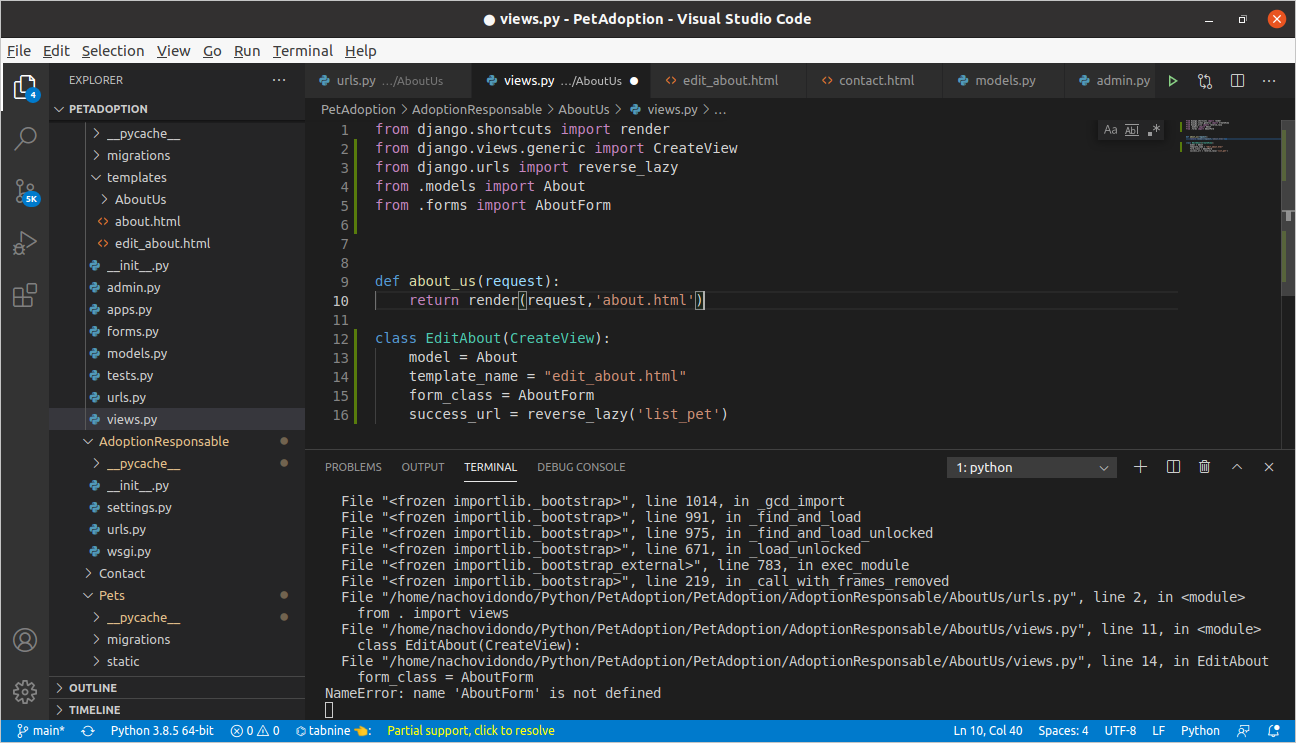 ● views.py - PetAdoption - Visual Studio Code
File Edit Selection View Go Run Terminal Help
EXPLORER ···
urls.py .../AboutUs
views.py .../AboutUs ●
edit_about.html
contact.html
models.py
admin.py
4
5K
PETADOPTION
__pycache__
migrations
templates
AboutUs
about.html
edit_about.html
__init__.py
admin.py
apps.py
forms.py
models.py
tests.py
urls.py
views.py
AdoptionResponsable
__pycache__
__init__.py
settings.py
urls.py
wsgi.py
Contact
Pets
__pycache__
migrations
static
OUTLINE
TIMELINE
PetAdoption > AdoptionResponsable > AboutUs > views.py > ...
Aa Abl .*
1 from django.shortcuts import render
2 from django.views.generic import CreateView
3 from django.urls import reverse_lazy
4 from .models import About
5 from .forms import AboutForm
6
7
8
9 def about_us(request):
10 return render(request,'about.html')
11
12 class EditAbout(CreateView):
13 model = About
14 template_name = "edit_about.html"
15 form_class = AboutForm
16 success_url = reverse_lazy('list_pet')
PROBLEMS OUTPUT TERMINAL DEBUG CONSOLE
1: python
File "<frozen importlib._bootstrap>", line 1014, in _gcd_import
File "<frozen importlib._bootstrap>", line 991, in _find_and_load
File "<frozen importlib._bootstrap>", line 975, in _find_and_load_unlocked
File "<frozen importlib._bootstrap>", line 671, in _load_unlocked
File "<frozen importlib._bootstrap_external>", line 783, in exec_module
File "<frozen importlib._bootstrap>", line 219, in _call_with_frames_removed
File "/home/nachovidondo/Python/PetAdoption/PetAdoption/AdoptionResponsable/AboutUs/urls.py", line 2, in <module>
from . import views
File "/home/nachovidondo/Python/PetAdoption/PetAdoption/AdoptionResponsable/AboutUs/views.py", line 11, in <module>
class EditAbout(CreateView):
File "/home/nachovidondo/Python/PetAdoption/PetAdoption/AdoptionResponsable/AboutUs/views.py", line 14, in EditAbout
form_class = AboutForm
NameError: name 'AboutForm' is not defined
main* Python 3.8.5 64-bit 0 0 tabnine 👈: Partial support, click to resolve Ln 10, Col 40 Spaces: 4 UTF-8 LF Python